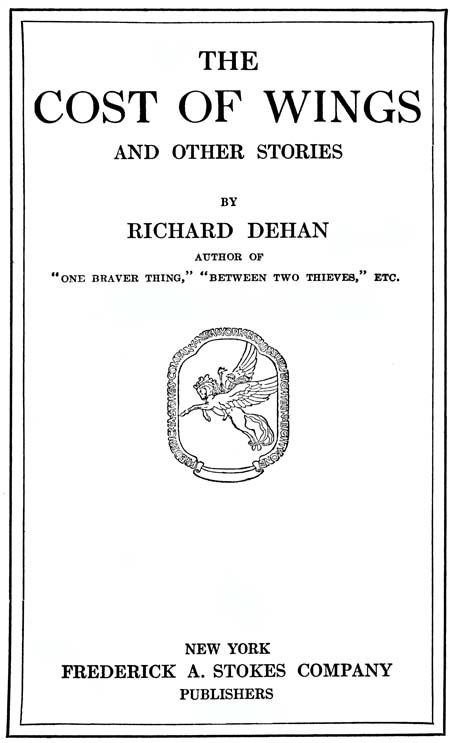 THE
COST OF WINGS
AND OTHER STORIES
BY
RICHARD DEHAN
AUTHOR OF
“ONE BRAVER THING,” “BETWEEN TWO THIEVES,” ETC.
NEW YORK
FREDERICK A. STOKES COMPANY
PUBLISHERS